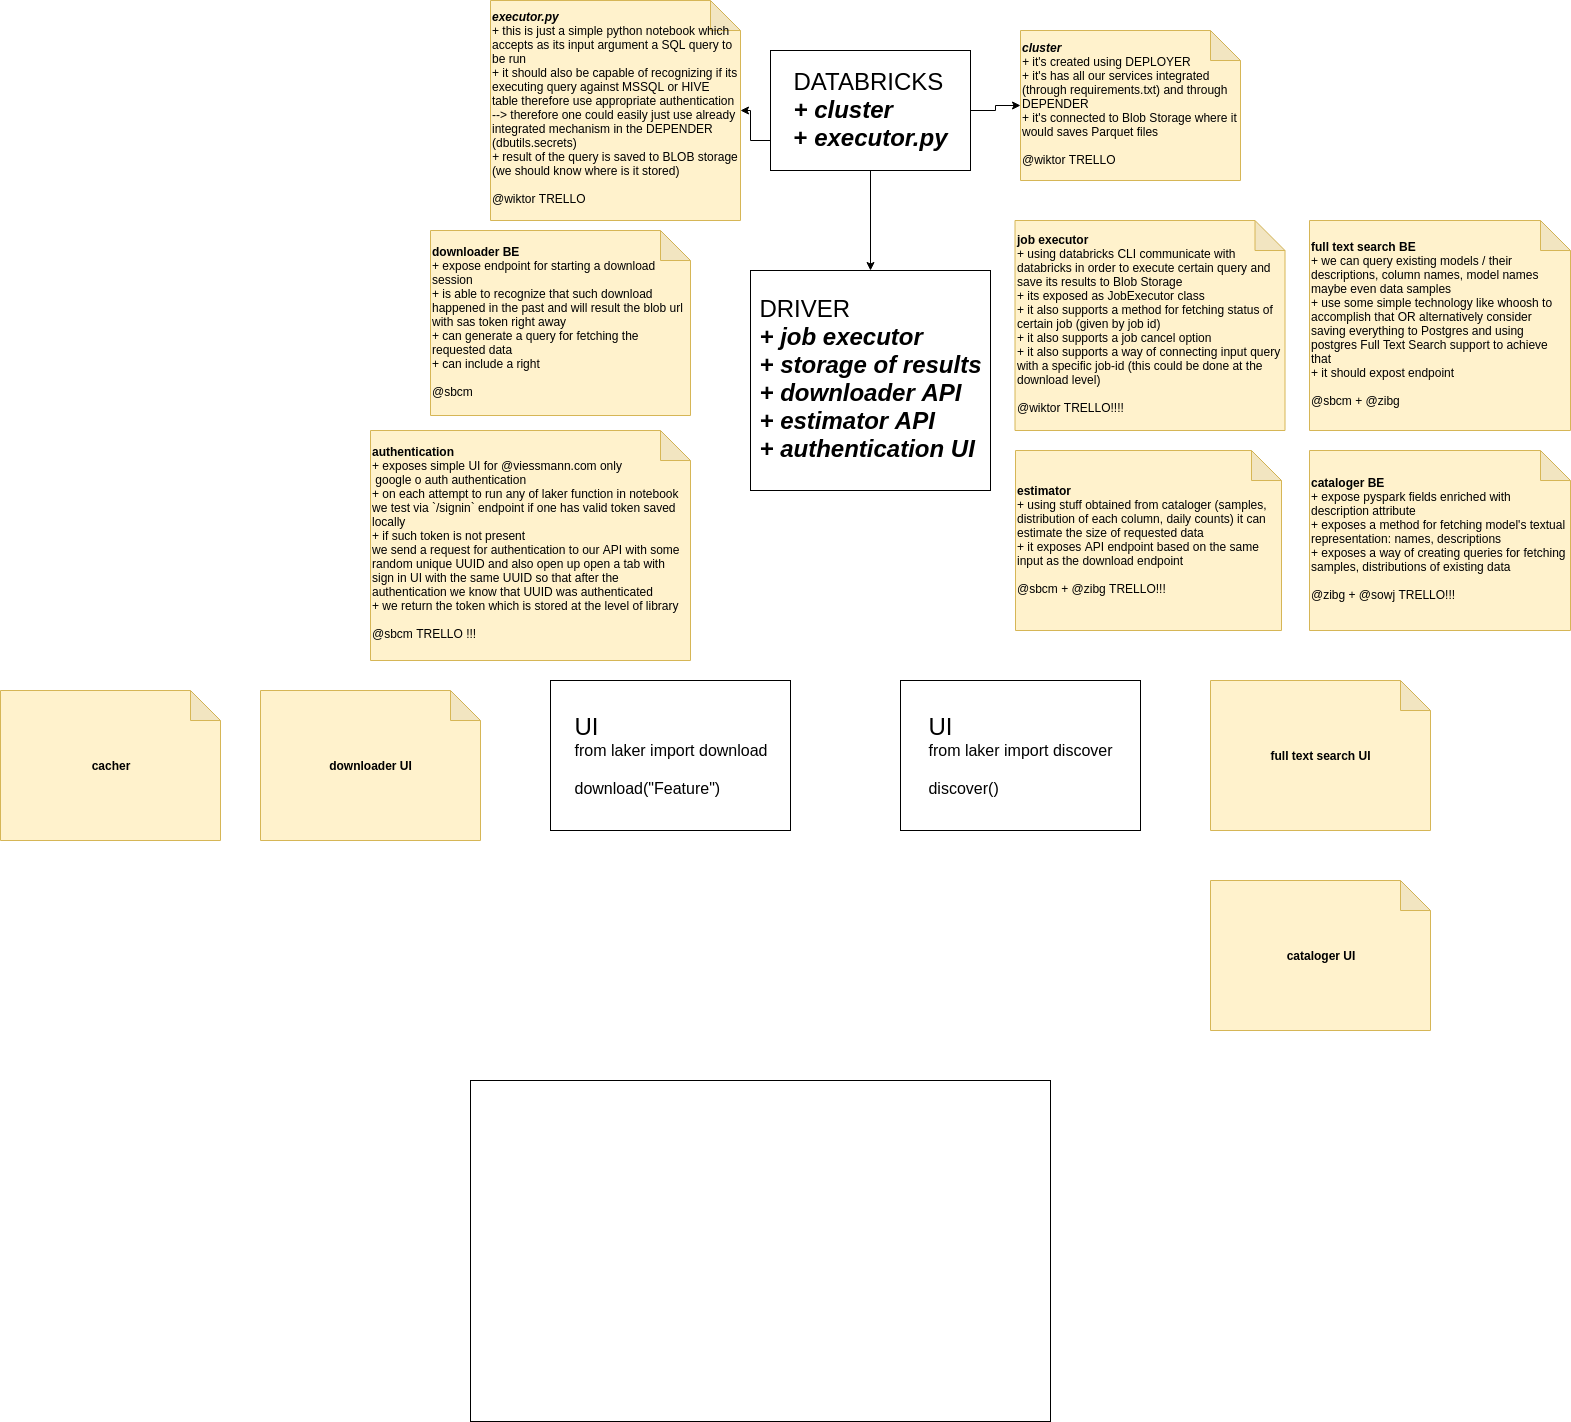 executor.py
+ this is just a simple python notebook which
accepts as its input argument a SQL query to
be run
+ it should also be capable of recognizing if its
executing query against MSSQL or HIVE
table therefore use appropriate authentication
--> therefore one could easily just use already
integrated mechanism in the DEPENDER
(dbutils.secrets)
+ result of the query is saved to BLOB storage
(we should know where is it stored)
@wiktor TRELLO
DATABRICKS
+ cluster
+ executor.py
cluster
+ it's created using DEPLOYER
+ it's has all our services integrated
(through requirements.txt) and through
DEPENDER
+ it's connected to Blob Storage where it
would saves Parquet files
@wiktor TRELLO
downloader BE
+ expose endpoint for starting a download
session
+ is able to recognize that such download
happened in the past and will result the blob url
with sas token right away
+ can generate a query for fetching the
requested data
+ can include a right
@sbcm
DRIVER
+ job executor
+ storage of results
+ downloader API
+ estimator API
+ authentication UI
job executor
+ using databricks CLI communicate with
databricks in order to execute certain query and
save its results to Blob Storage
+ its exposed as JobExecutor class
+ it also supports a method for fetching status of
certain job (given by job id)
+ it also supports a job cancel option
+ it also supports a way of connecting input query
with a specific job-id (this could be done at the
download level)
@wiktor TRELLO!!!!
full text search BE
+ we can query existing models / their
descriptions, column names, model names
maybe even data samples
+ use some simple technology like whoosh to
accomplish that OR alternatively consider
saving everything to Postgres and using
postgres Full Text Search support to achieve
that
+ it should expost endpoint
@sbcm + @zibg
authentication
+ exposes simple UI for @viessmann.com only
google o auth authentication
+ on each attempt to run any of laker function in notebook
we test via `/signin` endpoint if one has valid token saved
locally
+ if such token is not present
we send a request for authentication to our API with some
random unique UUID and also open up open a tab with
sign in UI with the same UUID so that after the
authentication we know that UUID was authenticated
+ we return the token which is stored at the level of library
@sbcm TRELLO !!!
estimator
+ using stuff obtained from cataloger (samples,
distribution of each column, daily counts) it can
estimate the size of requested data
+ it exposes API endpoint based on the same
input as the download endpoint
@sbcm + @zibg TRELLO!!!
cataloger BE
+ expose pyspark fields enriched with
description attribute
+ exposes a method for fetching model's textual
representation: names, descriptions
+ exposes a way of creating queries for fetching
samples, distributions of existing data
@zibg + @sowj TRELLO!!!
cacher
downloader UI
UI
from laker import download
download("Feature")
UI
from laker import discover
discover()
full text search UI
cataloger UI